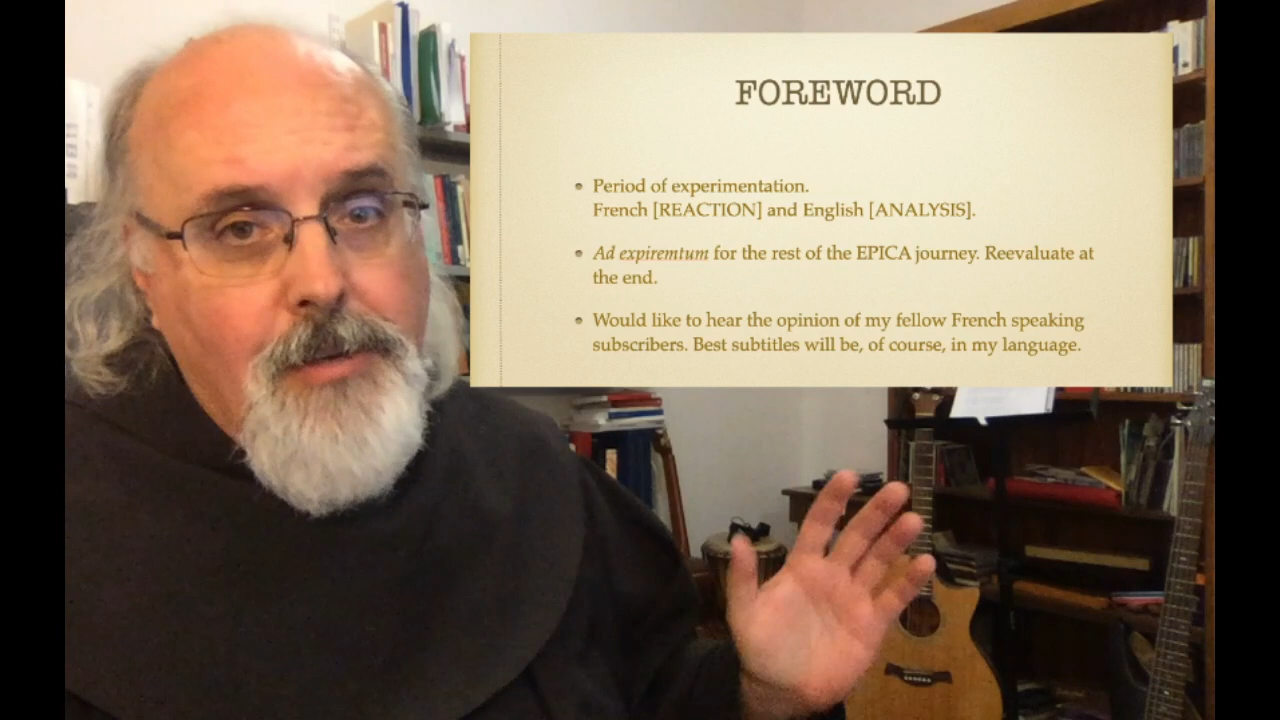 FOREWORD
• Period of experimentation.
French [REACTION] and English [ANALYSIS].
• Ad expiremtum for the rest of the EPICA journey. Reevaluate at
the end.
• Would like to hear the opinion of my fellow French speaking
subscribers. Best subtitles will be, of course, in my language.